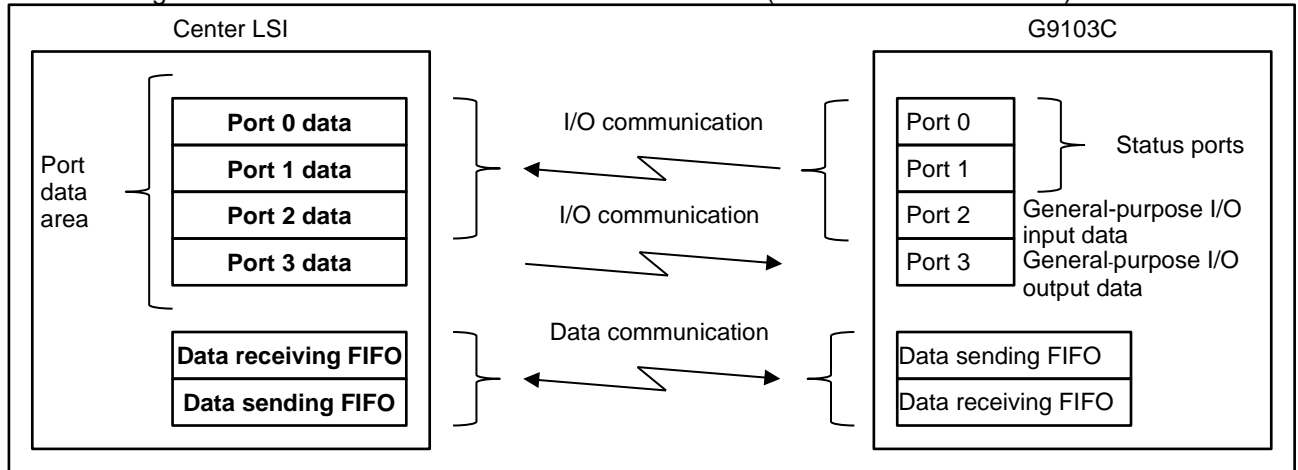 Center LSI
G9103C
Port data area
Port 0 data
Port 1 data
Port 2 data
Port 3 data
I/O communication
I/O communication
Port 0
Port 1
Port 2
Port 3
Status ports
General-purpose I/O
input data
General-purpose I/O
output data
Data communication
Data receiving FIFO
Data sending FIFO
Data sending FIFO
Data receiving FIFO